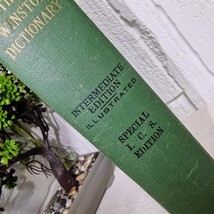 WINSTON
DICTIONARY
INTERMEDIATE
EDITION
ILLUSTRATED
SPECIAL
I. C. S.
EDITION